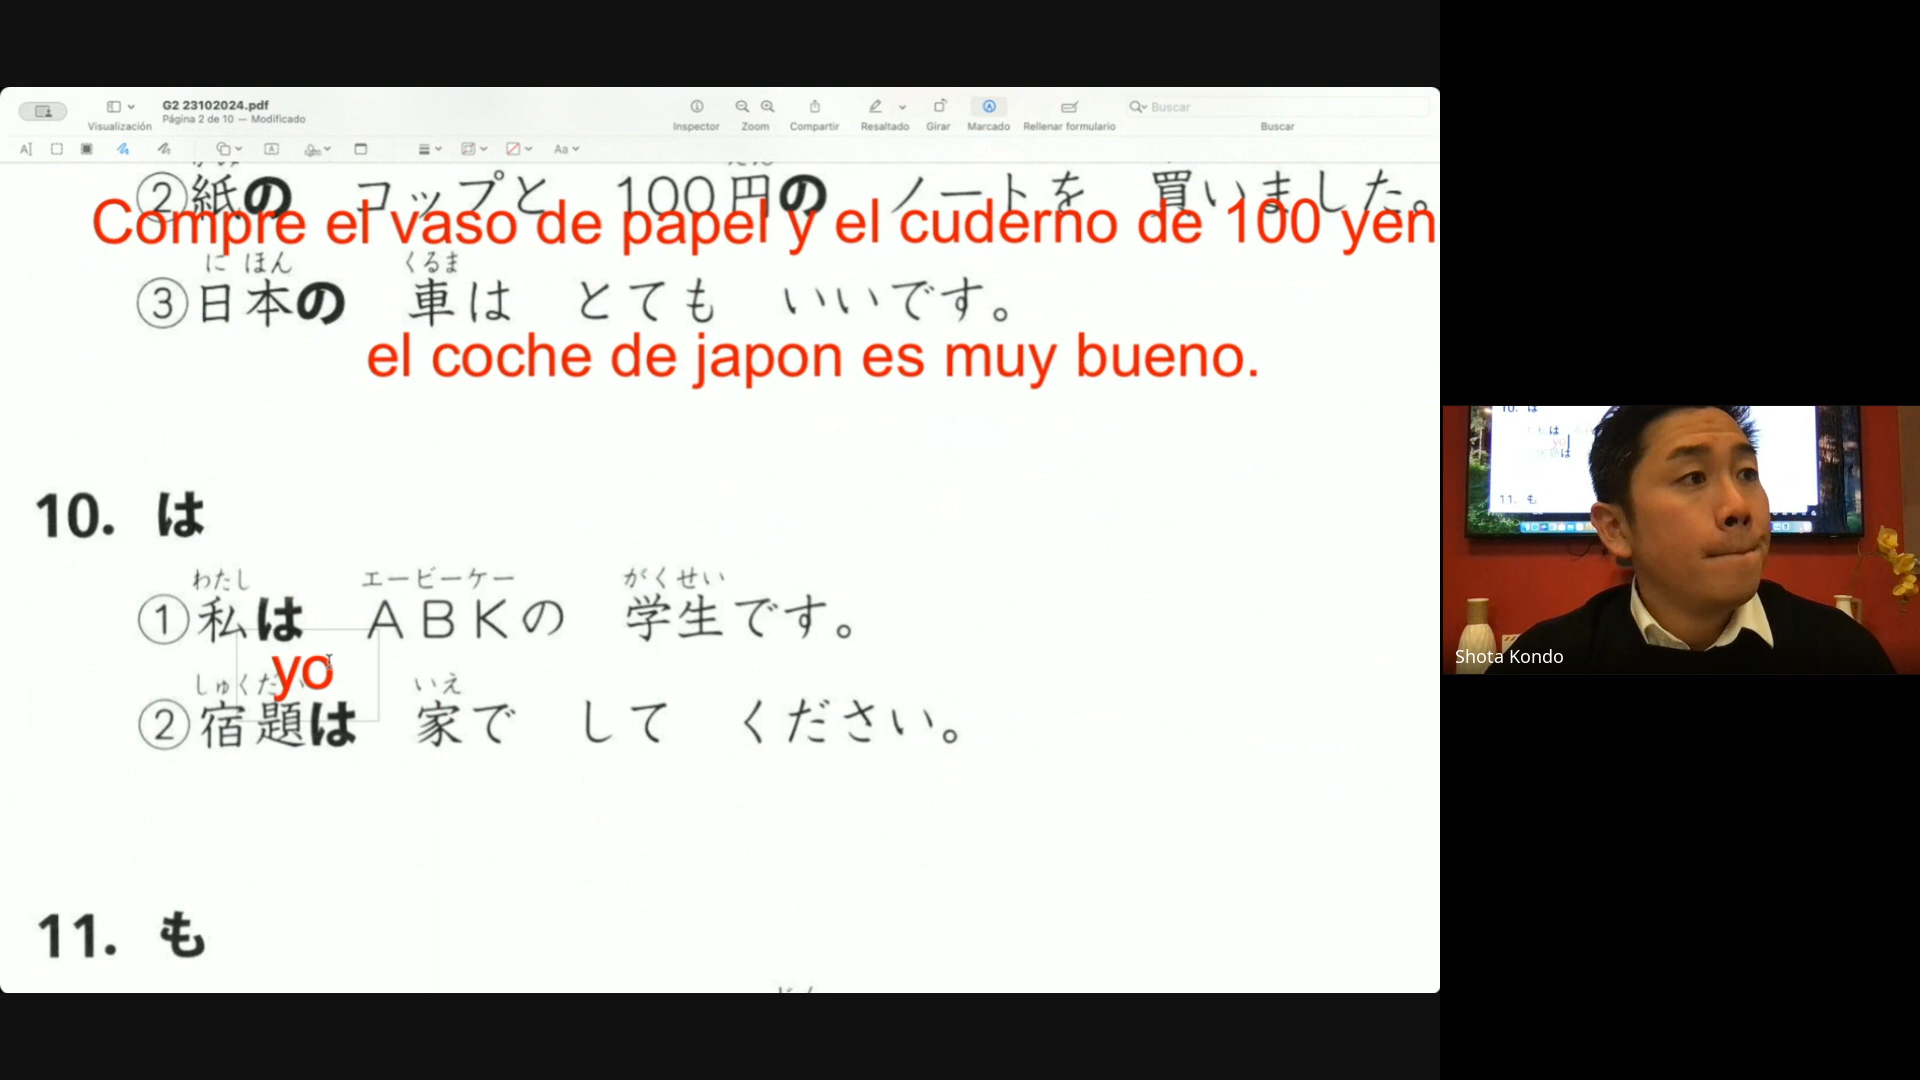 G2 23102024.pdf
Página 2 de 10 — Modificado
Visualización
Inspector
Zoom
Compartir
Resaltado
Girar
Marcado
Rellenar formulario
Buscar
Buscar
Aa
②紙の コップと 100円の ノートを 買いました。
Compre el vaso de papel y el cuderno de 100 yen
に ほん くるま
③日本の 車は とても いいです。
el coche de japon es muy bueno.
10. は
わたし エービーケー がくせい
①私は ABKの 学生です。
yo
しゅくだい いえ
②宿題は 家で して ください。
11. も
Shota Kondo
10. は
yo
11. も